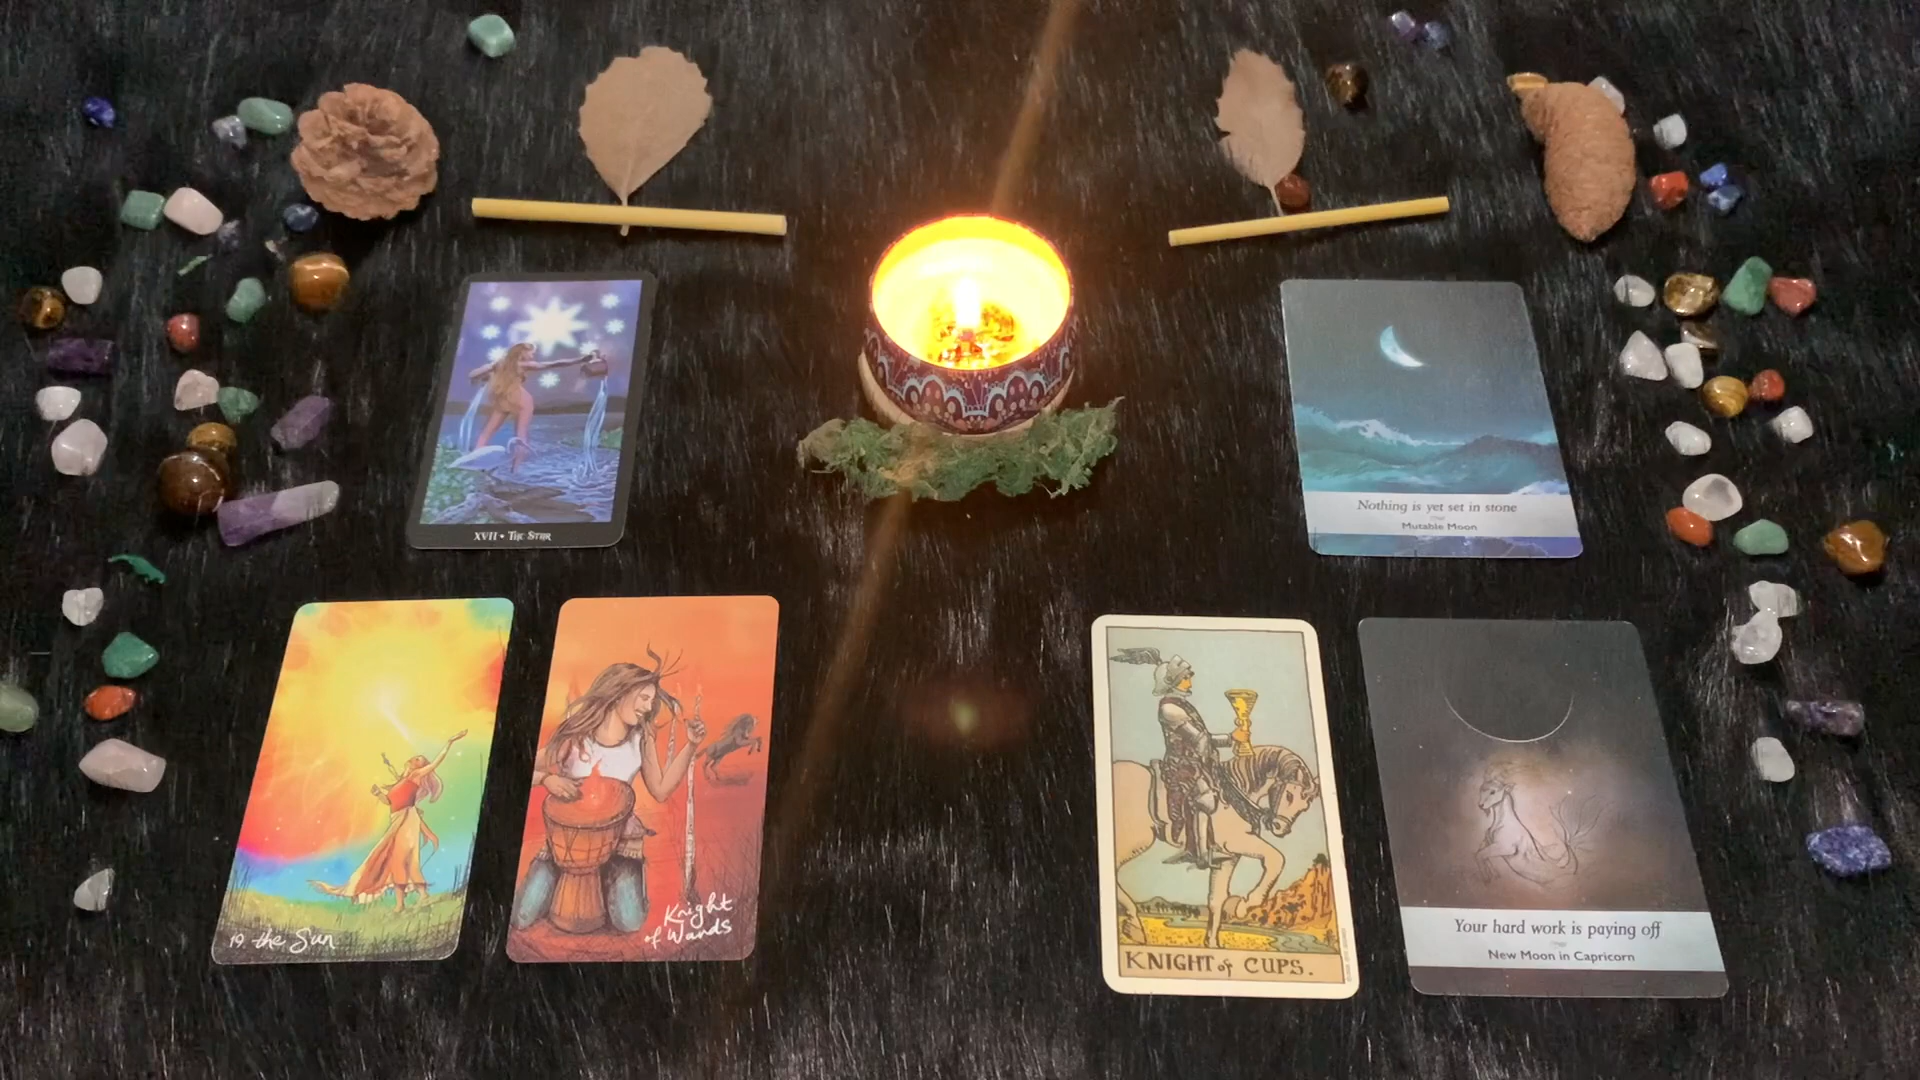 XVII • The Star
Nothing is yet set in stone
Mutable Moon
19 the Sun
Knight
of Wands
KNIGHT of CUPS.
Your hard work is paying off
New Moon in Capricorn